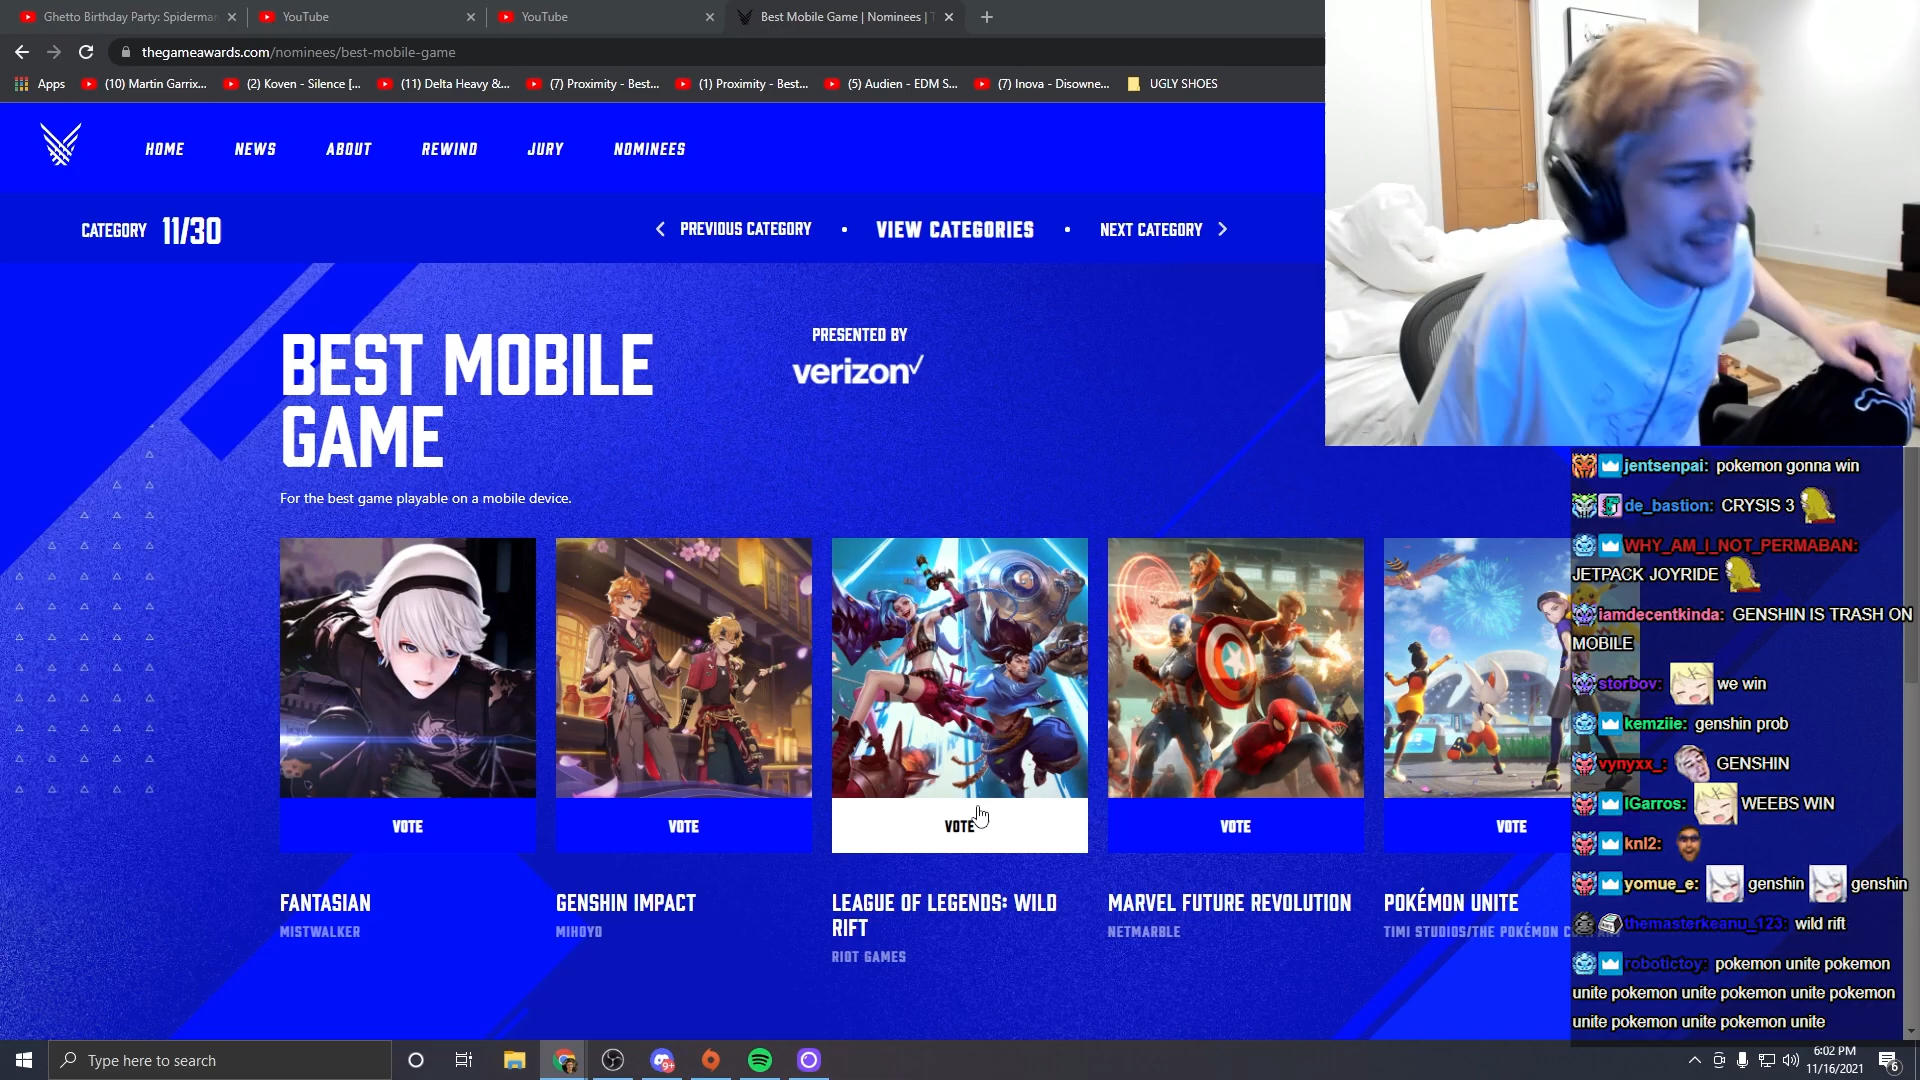 Ghetto Birthday Party: Spiderma
YouTube
YouTube
Best Mobile Game | Nominees |
thegameawards.com/nominees/best-mobile-game
Apps
(10) Martin Garrix...
(2) Koven - Silence [...
(11) Delta Heavy &...
(7) Proximity - Best...
(1) Proximity - Best...
(5) Audien - EDM S...
(7) Inova - Disowne...
UGLY SHOES
HOME
NEWS
ABOUT
REWIND
JURY
NOMINEES
CATEGORY 11/30
PREVIOUS CATEGORY
VIEW CATEGORIES
NEXT CATEGORY
BEST MOBILE
GAME
PRESENTED BY
verizon✓
For the best game playable on a mobile device.
VOTE
VOTE
VOTE
VOTE
VOTE
FANTASIAN
MISTWALKER
GENSHIN IMPACT
MIHOYO
LEAGUE OF LEGENDS: WILD
RIFT
RIOT GAMES
MARVEL FUTURE REVOLUTION
NETMARBLE
POKÉMON UNITE
TIMI STUDIOS/THE POKÉMON
jentsenpai: pokemon gonna win
de_bastion: CRYSIS 3
WHY_AM_I_NOT_PERMABAN:
JETPACK JOYRIDE
iamdecentkinda: GENSHIN IS TRASH ON
MOBILE
storbov: we win
kemziie: genshin prob
vynyxx_: GENSHIN
IGarros: WEEBS WIN
knl2:
yomue_e: genshin genshin
themasterkeanu_123: wild rift
robotictoy: pokemon unite pokemon
unite pokemon unite pokemon unite pokemon
unite pokemon unite pokemon unite
Type here to search
9+
6:02 PM
11/16/2021
6